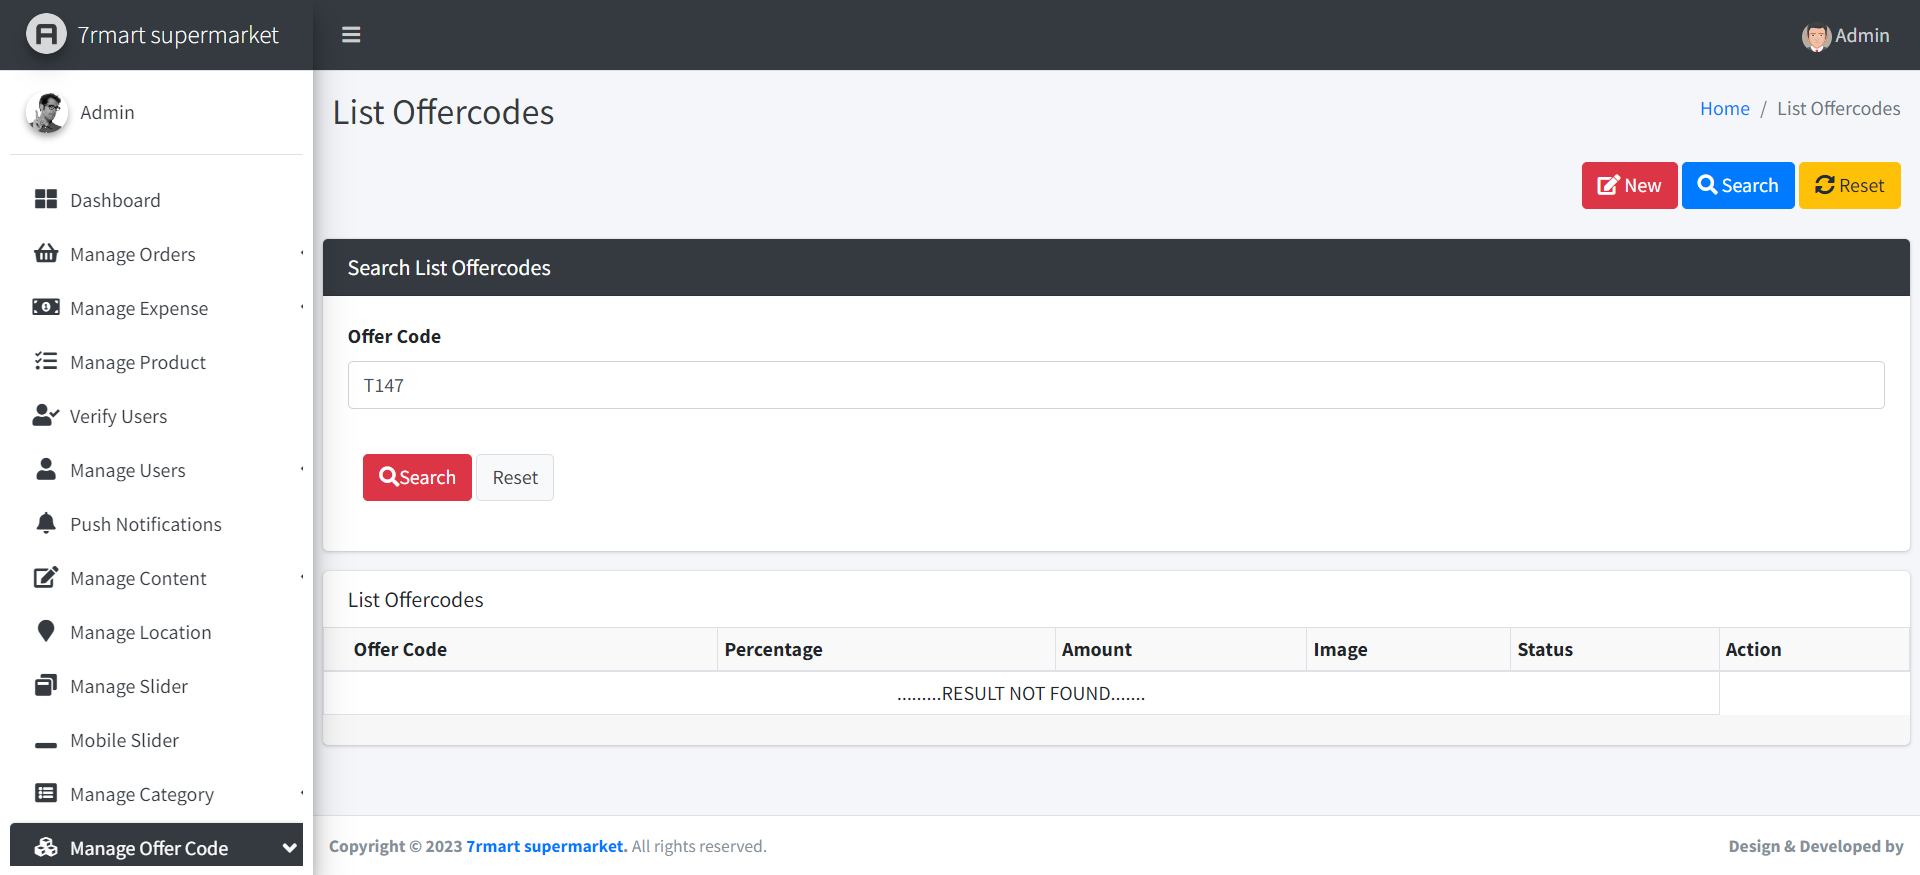 7rmart supermarket
Admin
Admin
List Offercodes
Home / List Offercodes
New Search Reset
Dashboard
Manage Orders
Manage Expense
Manage Product
Verify Users
Manage Users
Push Notifications
Manage Content
Manage Location
Manage Slider
Mobile Slider
Manage Category
Manage Offer Code
Search List Offercodes
Offer Code
T147
Search Reset
List Offercodes
Offer Code Percentage Amount Image Status Action
.........RESULT NOT FOUND.......
Copyright © 2023 7rmart supermarket. All rights reserved.
Design & Developed by